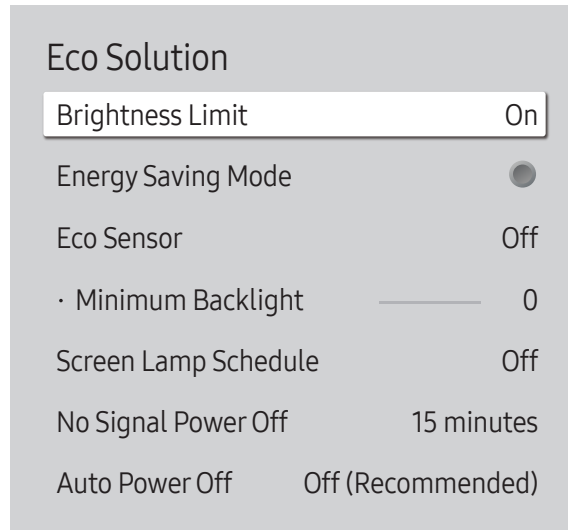 Eco Solution
Brightness Limit On
Energy Saving Mode
Eco Sensor Off
· Minimum Backlight 0
Screen Lamp Schedule Off
No Signal Power Off 15 minutes
Auto Power Off Off (Recommended)